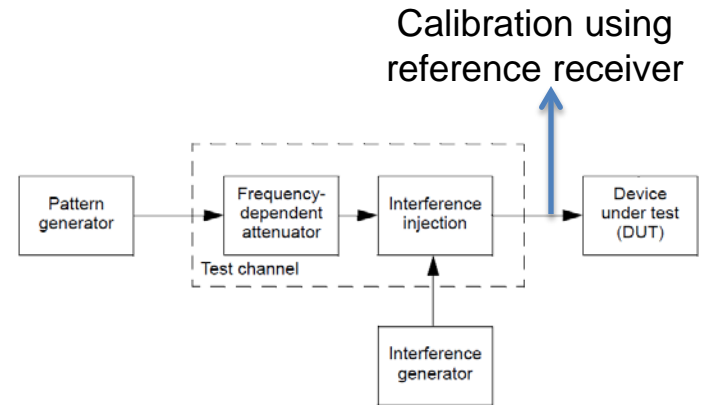 Calibration using
reference receiver
Pattern
generator
Frequency-
dependent
attenuator
Interference
injection
Device
under test
(DUT)
Test channel
Interference
generator